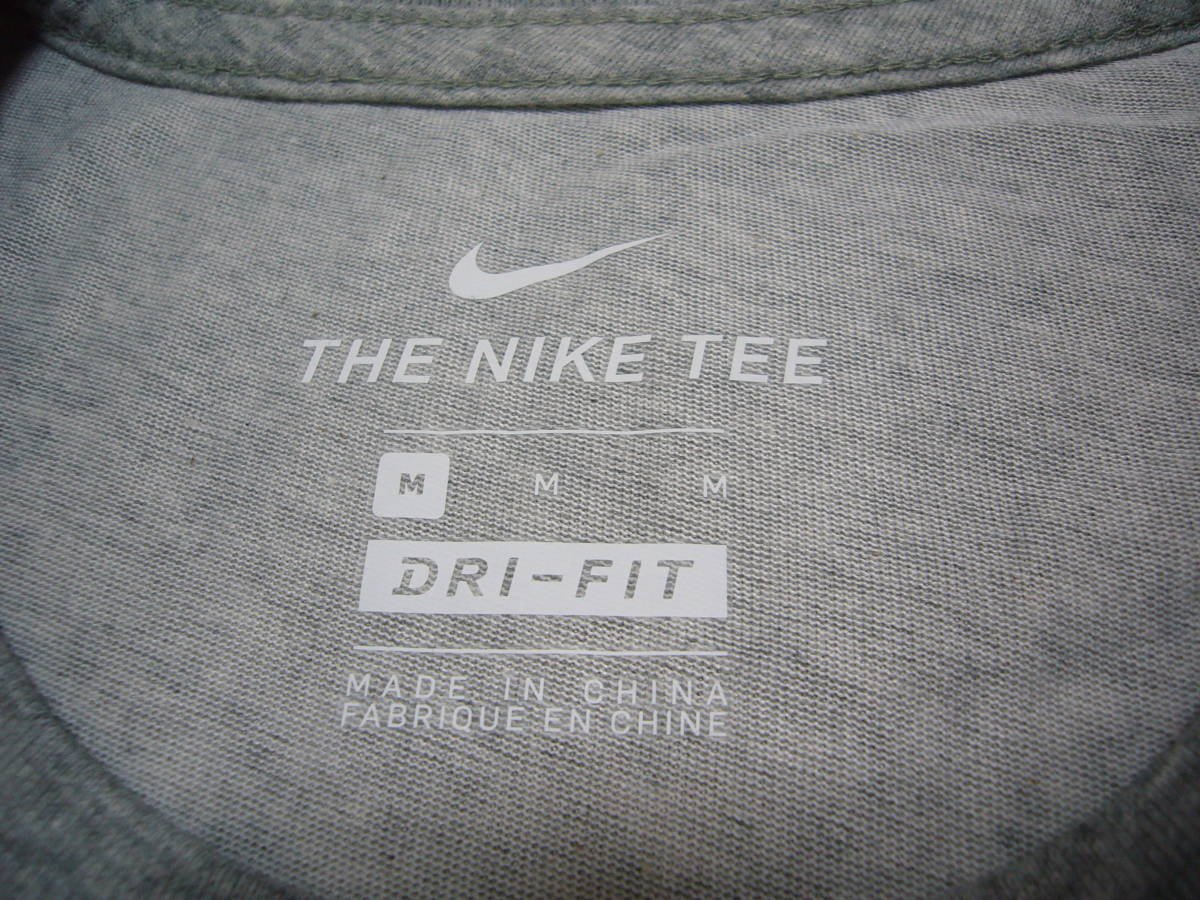 THE NIKE TEE
M M M
DRI-FIT
MADE IN CHINA
FABRIQUE EN CHINE